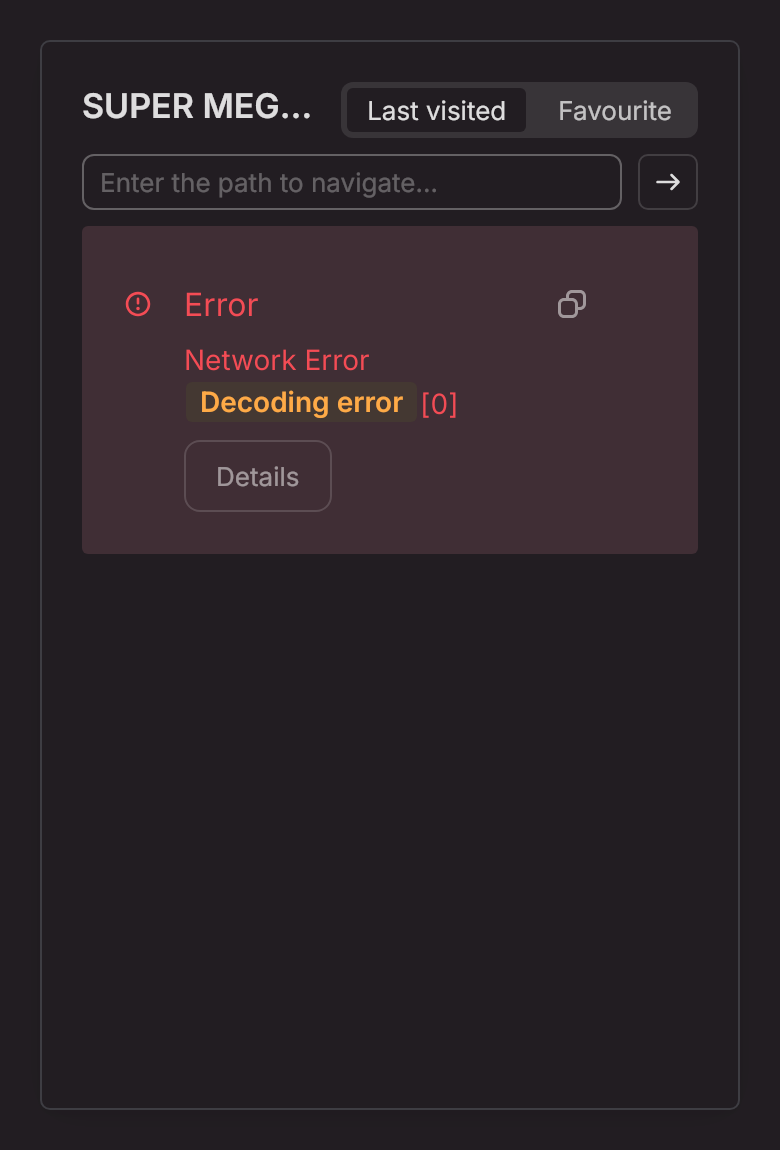 SUPER MEG...
Last visited
Favourite
Enter the path to navigate...
Error
Network Error
Decoding error [0]
Details